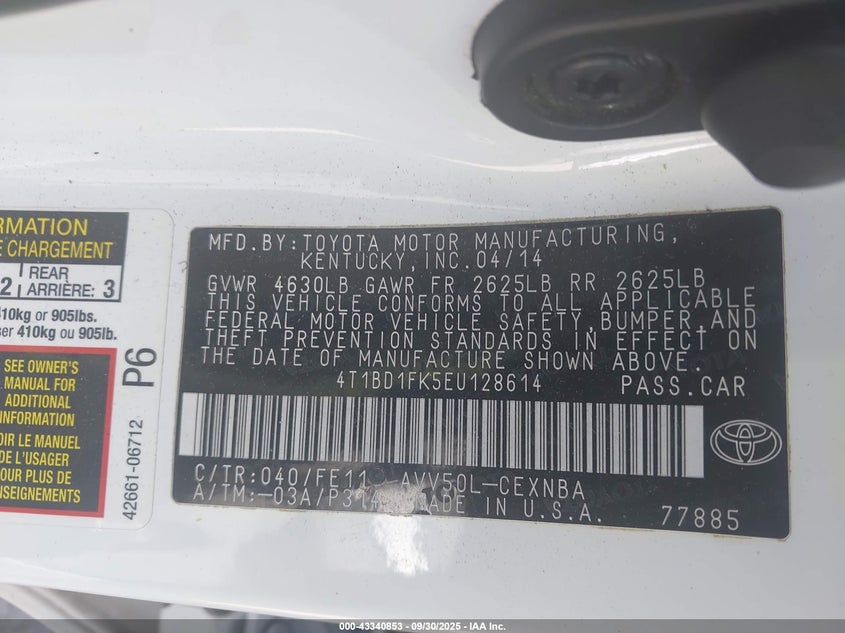 RMATION
E CHARGEMENT
2 REAR ARRIÈRE: 3
410kg or 905lbs.
ser 410kg ou 905lb.
SEE OWNER'S
MANUAL FOR
ADDITIONAL
INFORMATION
OIR LE MANUEL
DE L'USAGER
POUR PLUS DE
ENSEIGNEMENTS
P6
42661-06712
MFD.BY:TOYOTA MOTOR MANUFACTURING,
KENTUCKY,INC.04/14
GVWR 4630LB GAWR FR 2625LB RR 2625LB
THIS VEHICLE CONFORMS TO ALL APPLICABLE
FEDERAL MOTOR VEHICLE SAFETY,BUMPER,AND
THEFT PREVENTION STANDARDS IN EFFECT ON
THE DATE OF MANUFACTURE SHOWN ABOVE.
4T1BD1FK5EU128614 PASS.CAR
C/TR:040/FE11 AVV50L-CEXNBA
A/TM:-03A/P314 MADE IN U.S.A. 77885
000-43340853 - 09/30/2025 - IAA Inc.